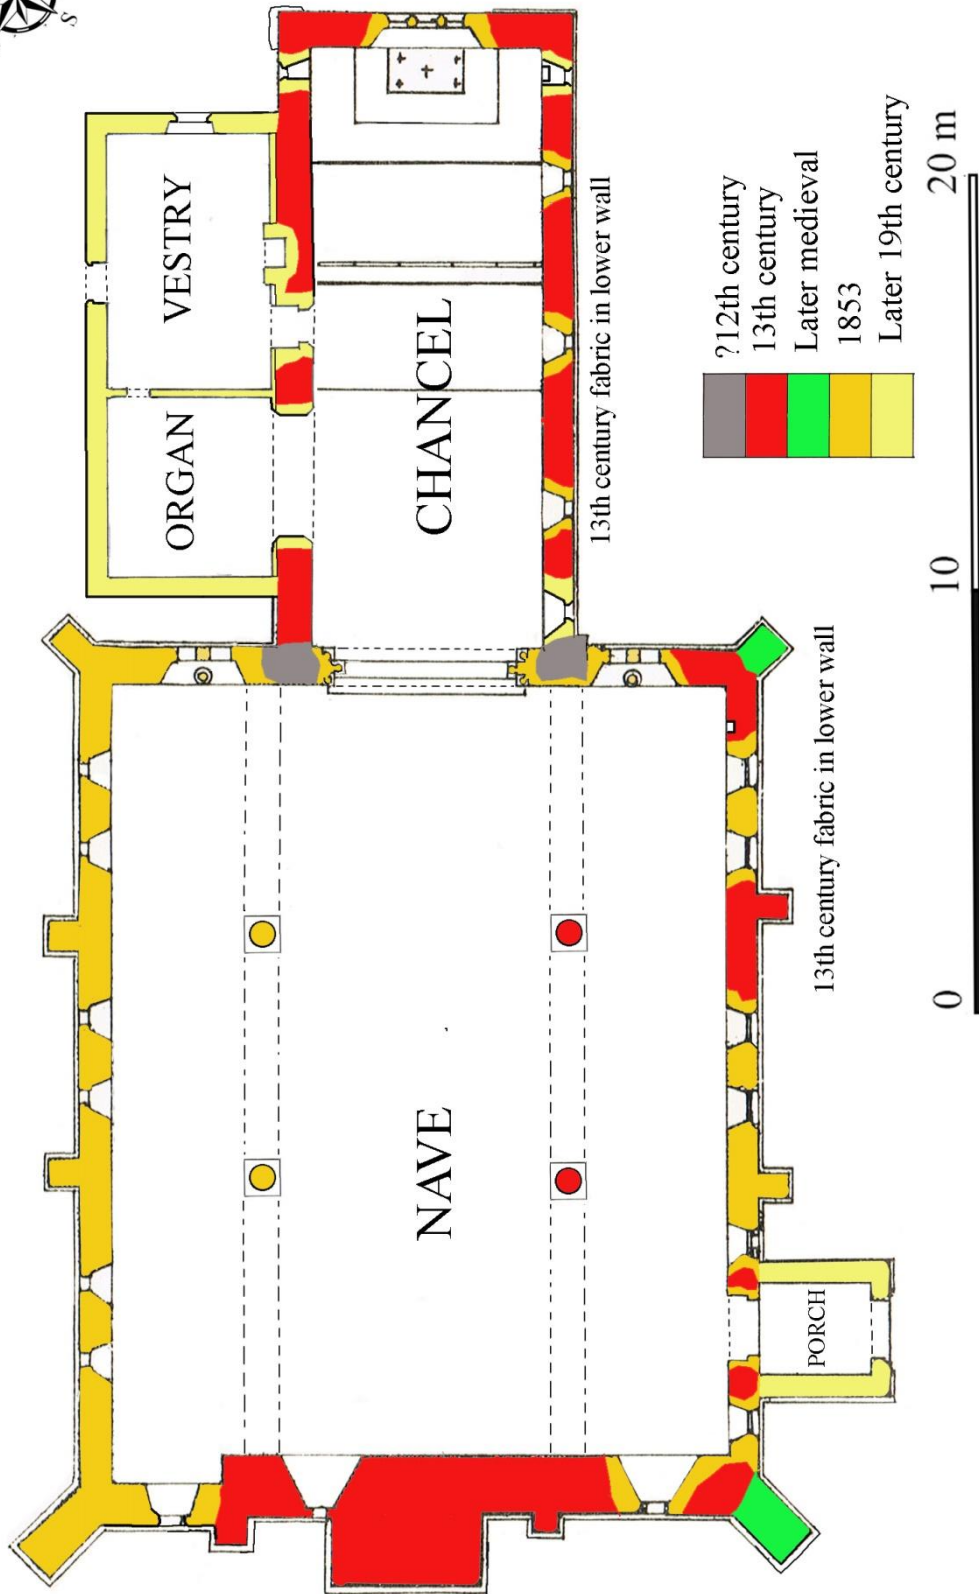 S
VESTRY
ORGAN
CHANCEL
13th century fabric in lower wall
?12th century
13th century
Later medieval
1853
Later 19th century
NAVE
13th century fabric in lower wall
PORCH
0
10
20 m